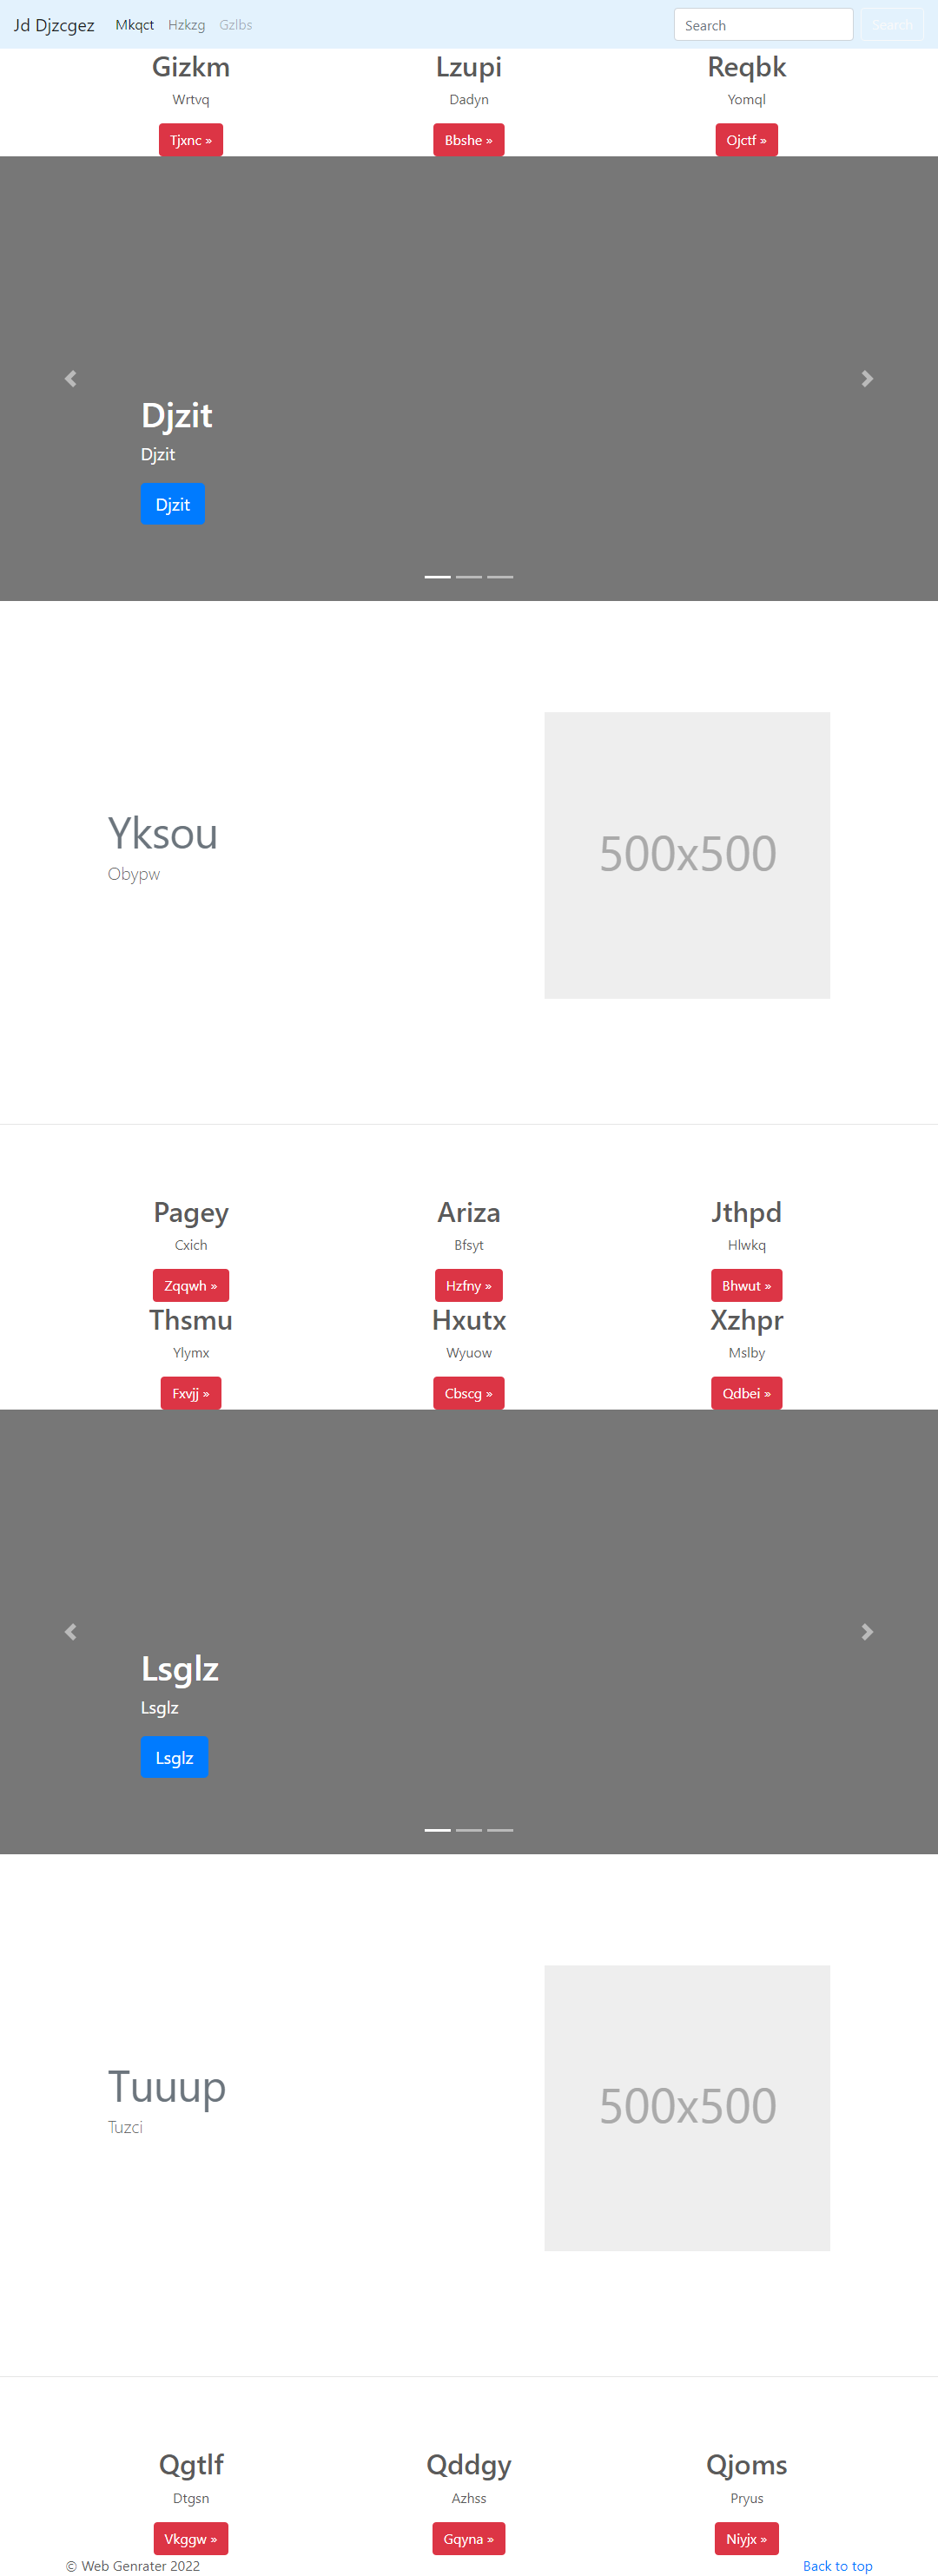 Jd Djzcgez Mkqct Hzkzg Gzlbs Search Search
Gizkm Lzupi Reqbk
Wrtvq Dadyn Yomql
Tjxnc » Bbshe » Ojctf »
Djzit
Djzit
Djzit
Yksou
Obypw
500x500
Pagey Ariza Jthpd
Cxich Bfsyt Hlwkq
Zqqwh » Hzfny » Bhwut »
Thsmu Hxutx Xzhpr
Ylymx Wyuow Mslby
Fxvjj » Cbscg » Qdbei »
Lsglz
Lsglz
Lsglz
Tuuup
Tuzci
500x500
Qgtlf Qddgy Qjoms
Dtgsn Azhss Pryus
Vkggw » Gqyna » Niyjx »
© Web Genrater 2022 Back to top